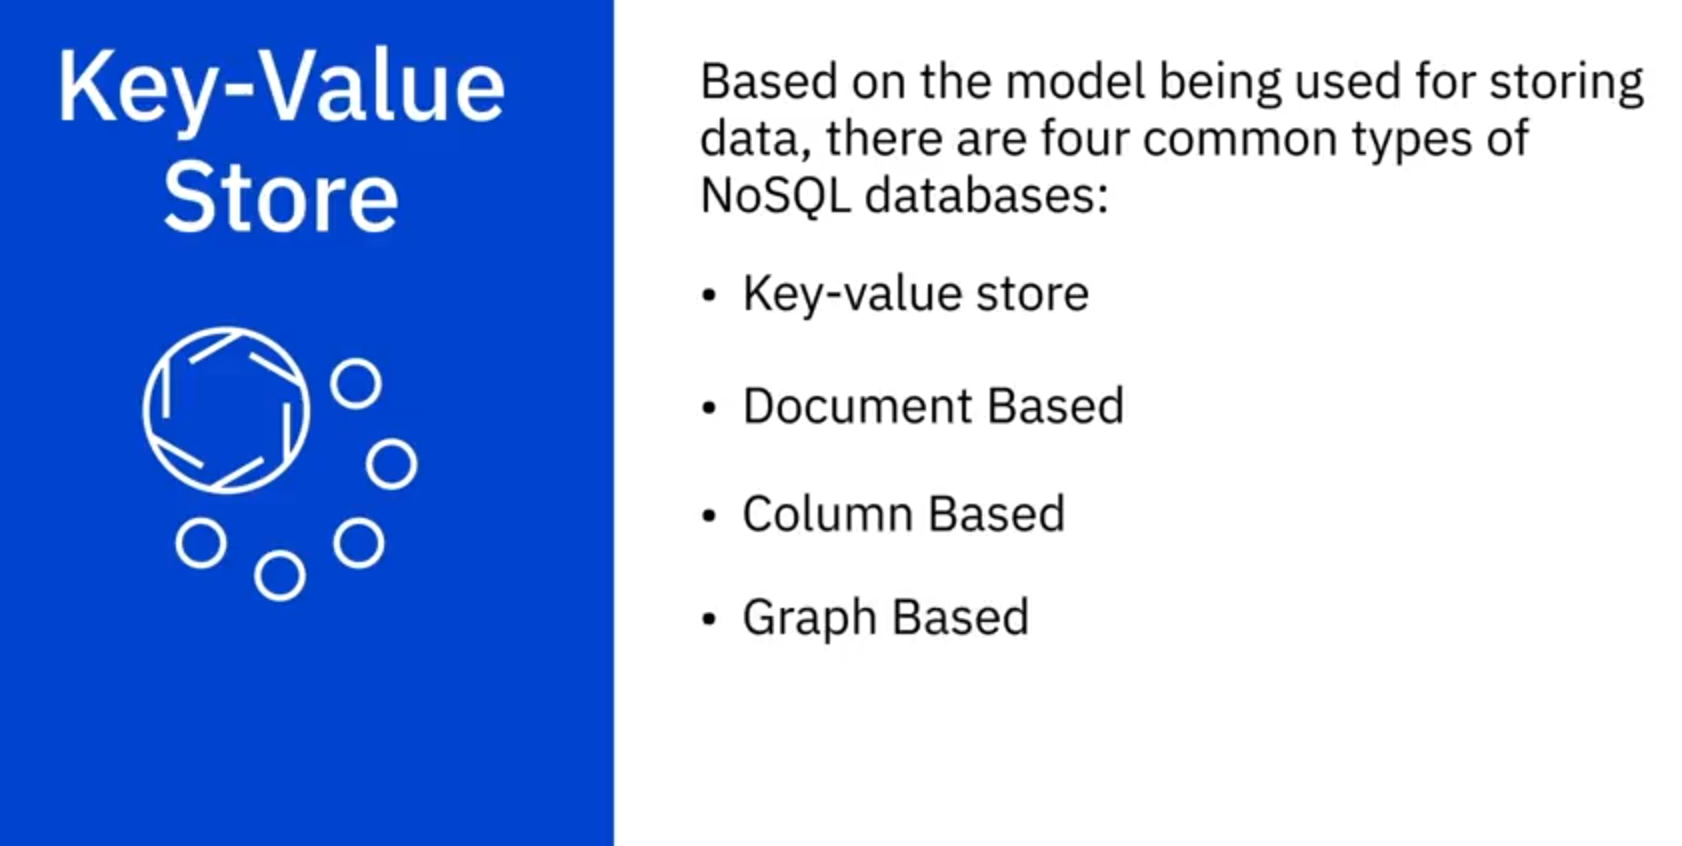 Key-Value
Store
Based on the model being used for storing
data, there are four common types of
NoSQL databases:
• Key-value store
• Document Based
• Column Based
• Graph Based